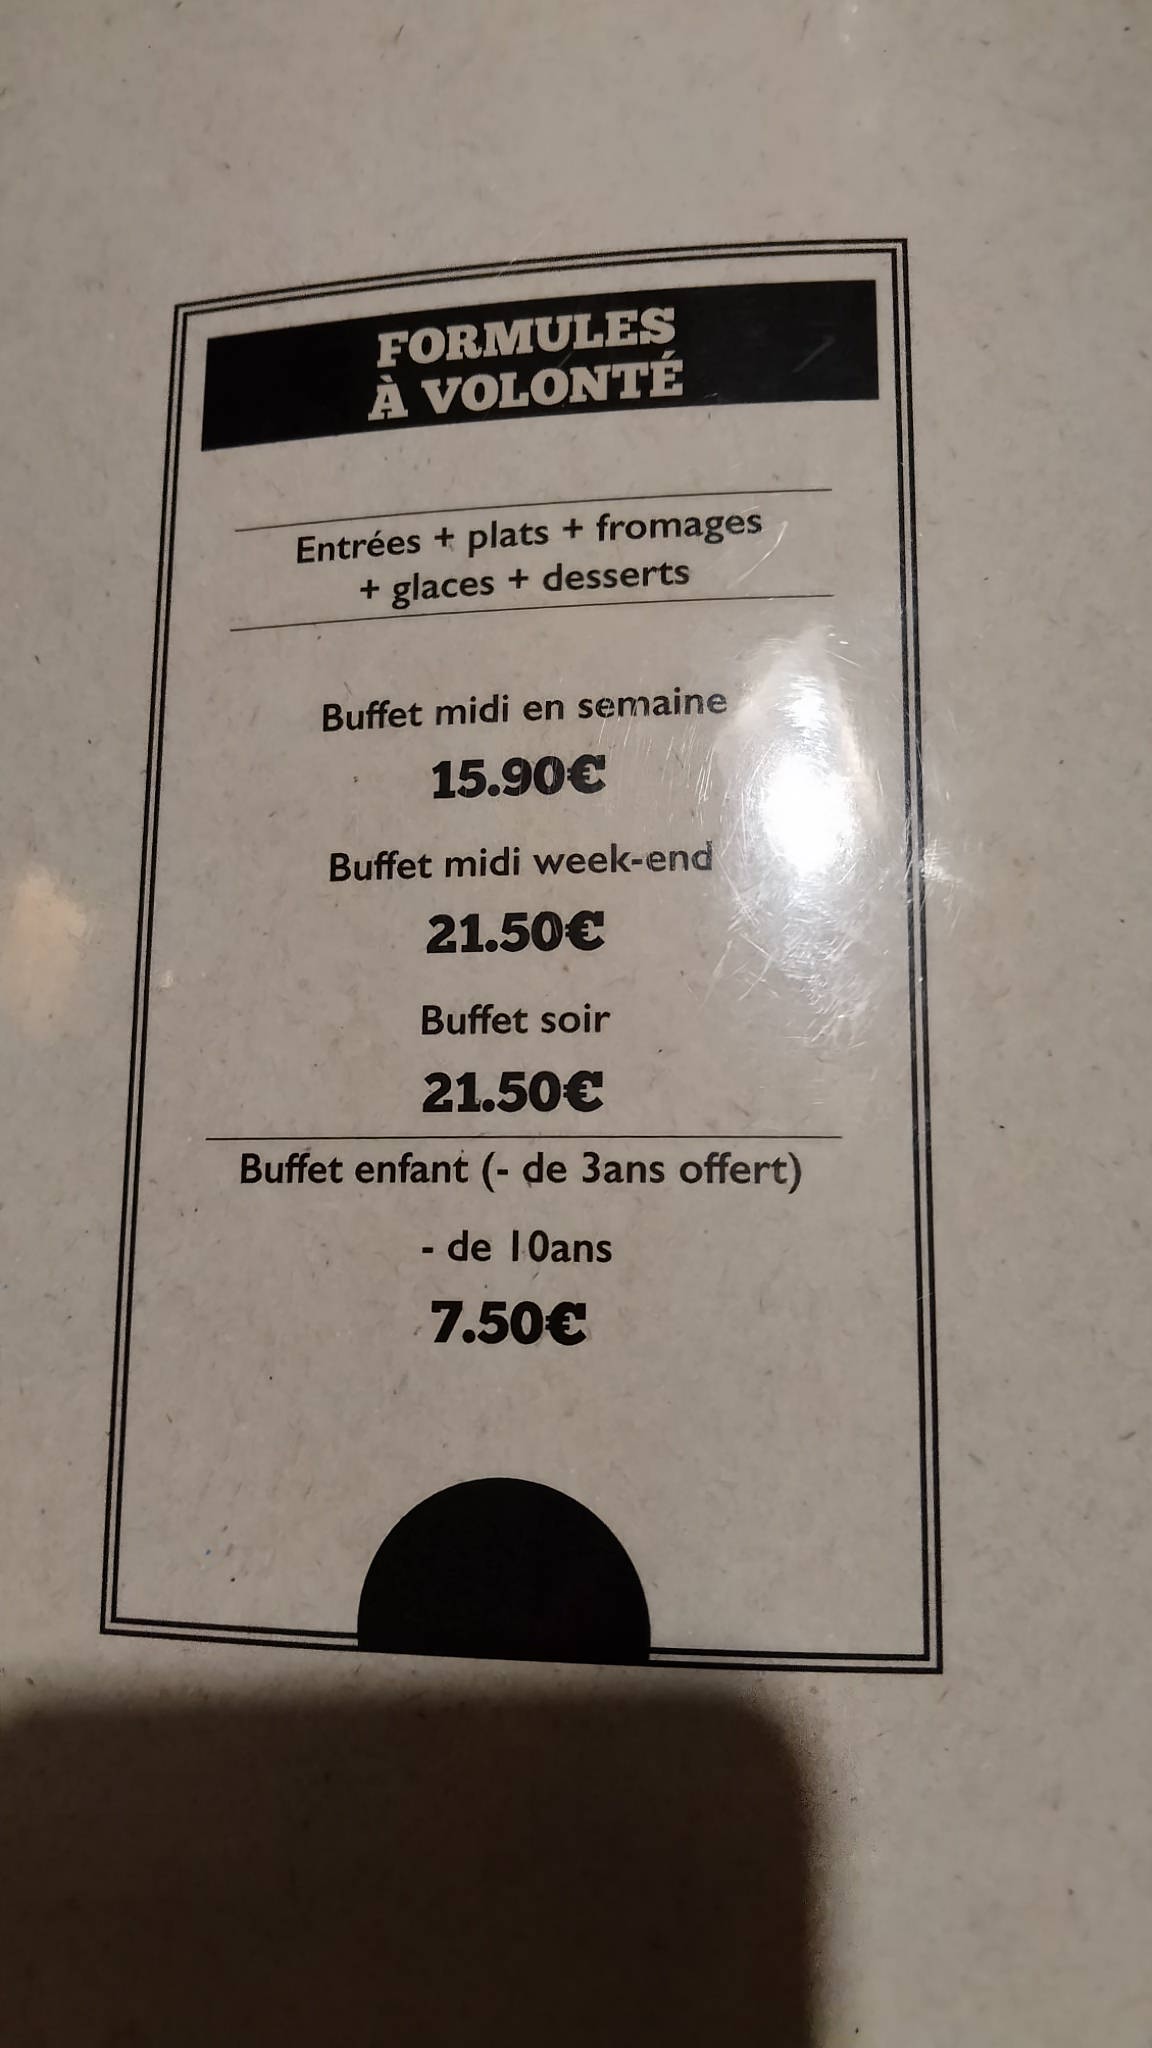 FORMULES
À VOLONTÉ
Entrées + plats + fromages
+ glaces + desserts
Buffet midi en semaine
15.90€
Buffet midi week-end
21.50€
Buffet soir
21.50€
Buffet enfant (- de 3ans offert)
- de 10ans
7.50€